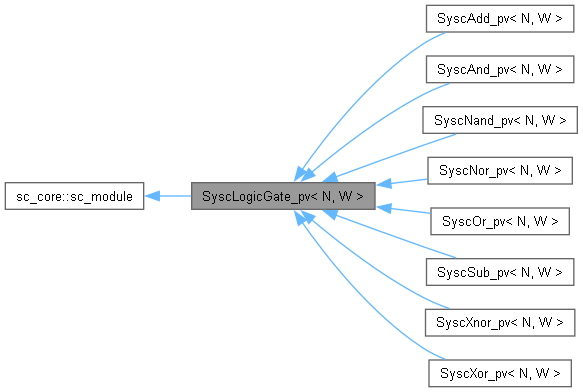 SyscAdd_pv< N, W >
SyscAnd_pv< N, W >
SyscNand_pv< N, W >
SyscNor_pv< N, W >
sc_core::sc_module
SyscLogicGate_pv< N, W >
SyscOr_pv< N, W >
SyscSub_pv< N, W >
SyscXnor_pv< N, W >
SyscXor_pv< N, W >